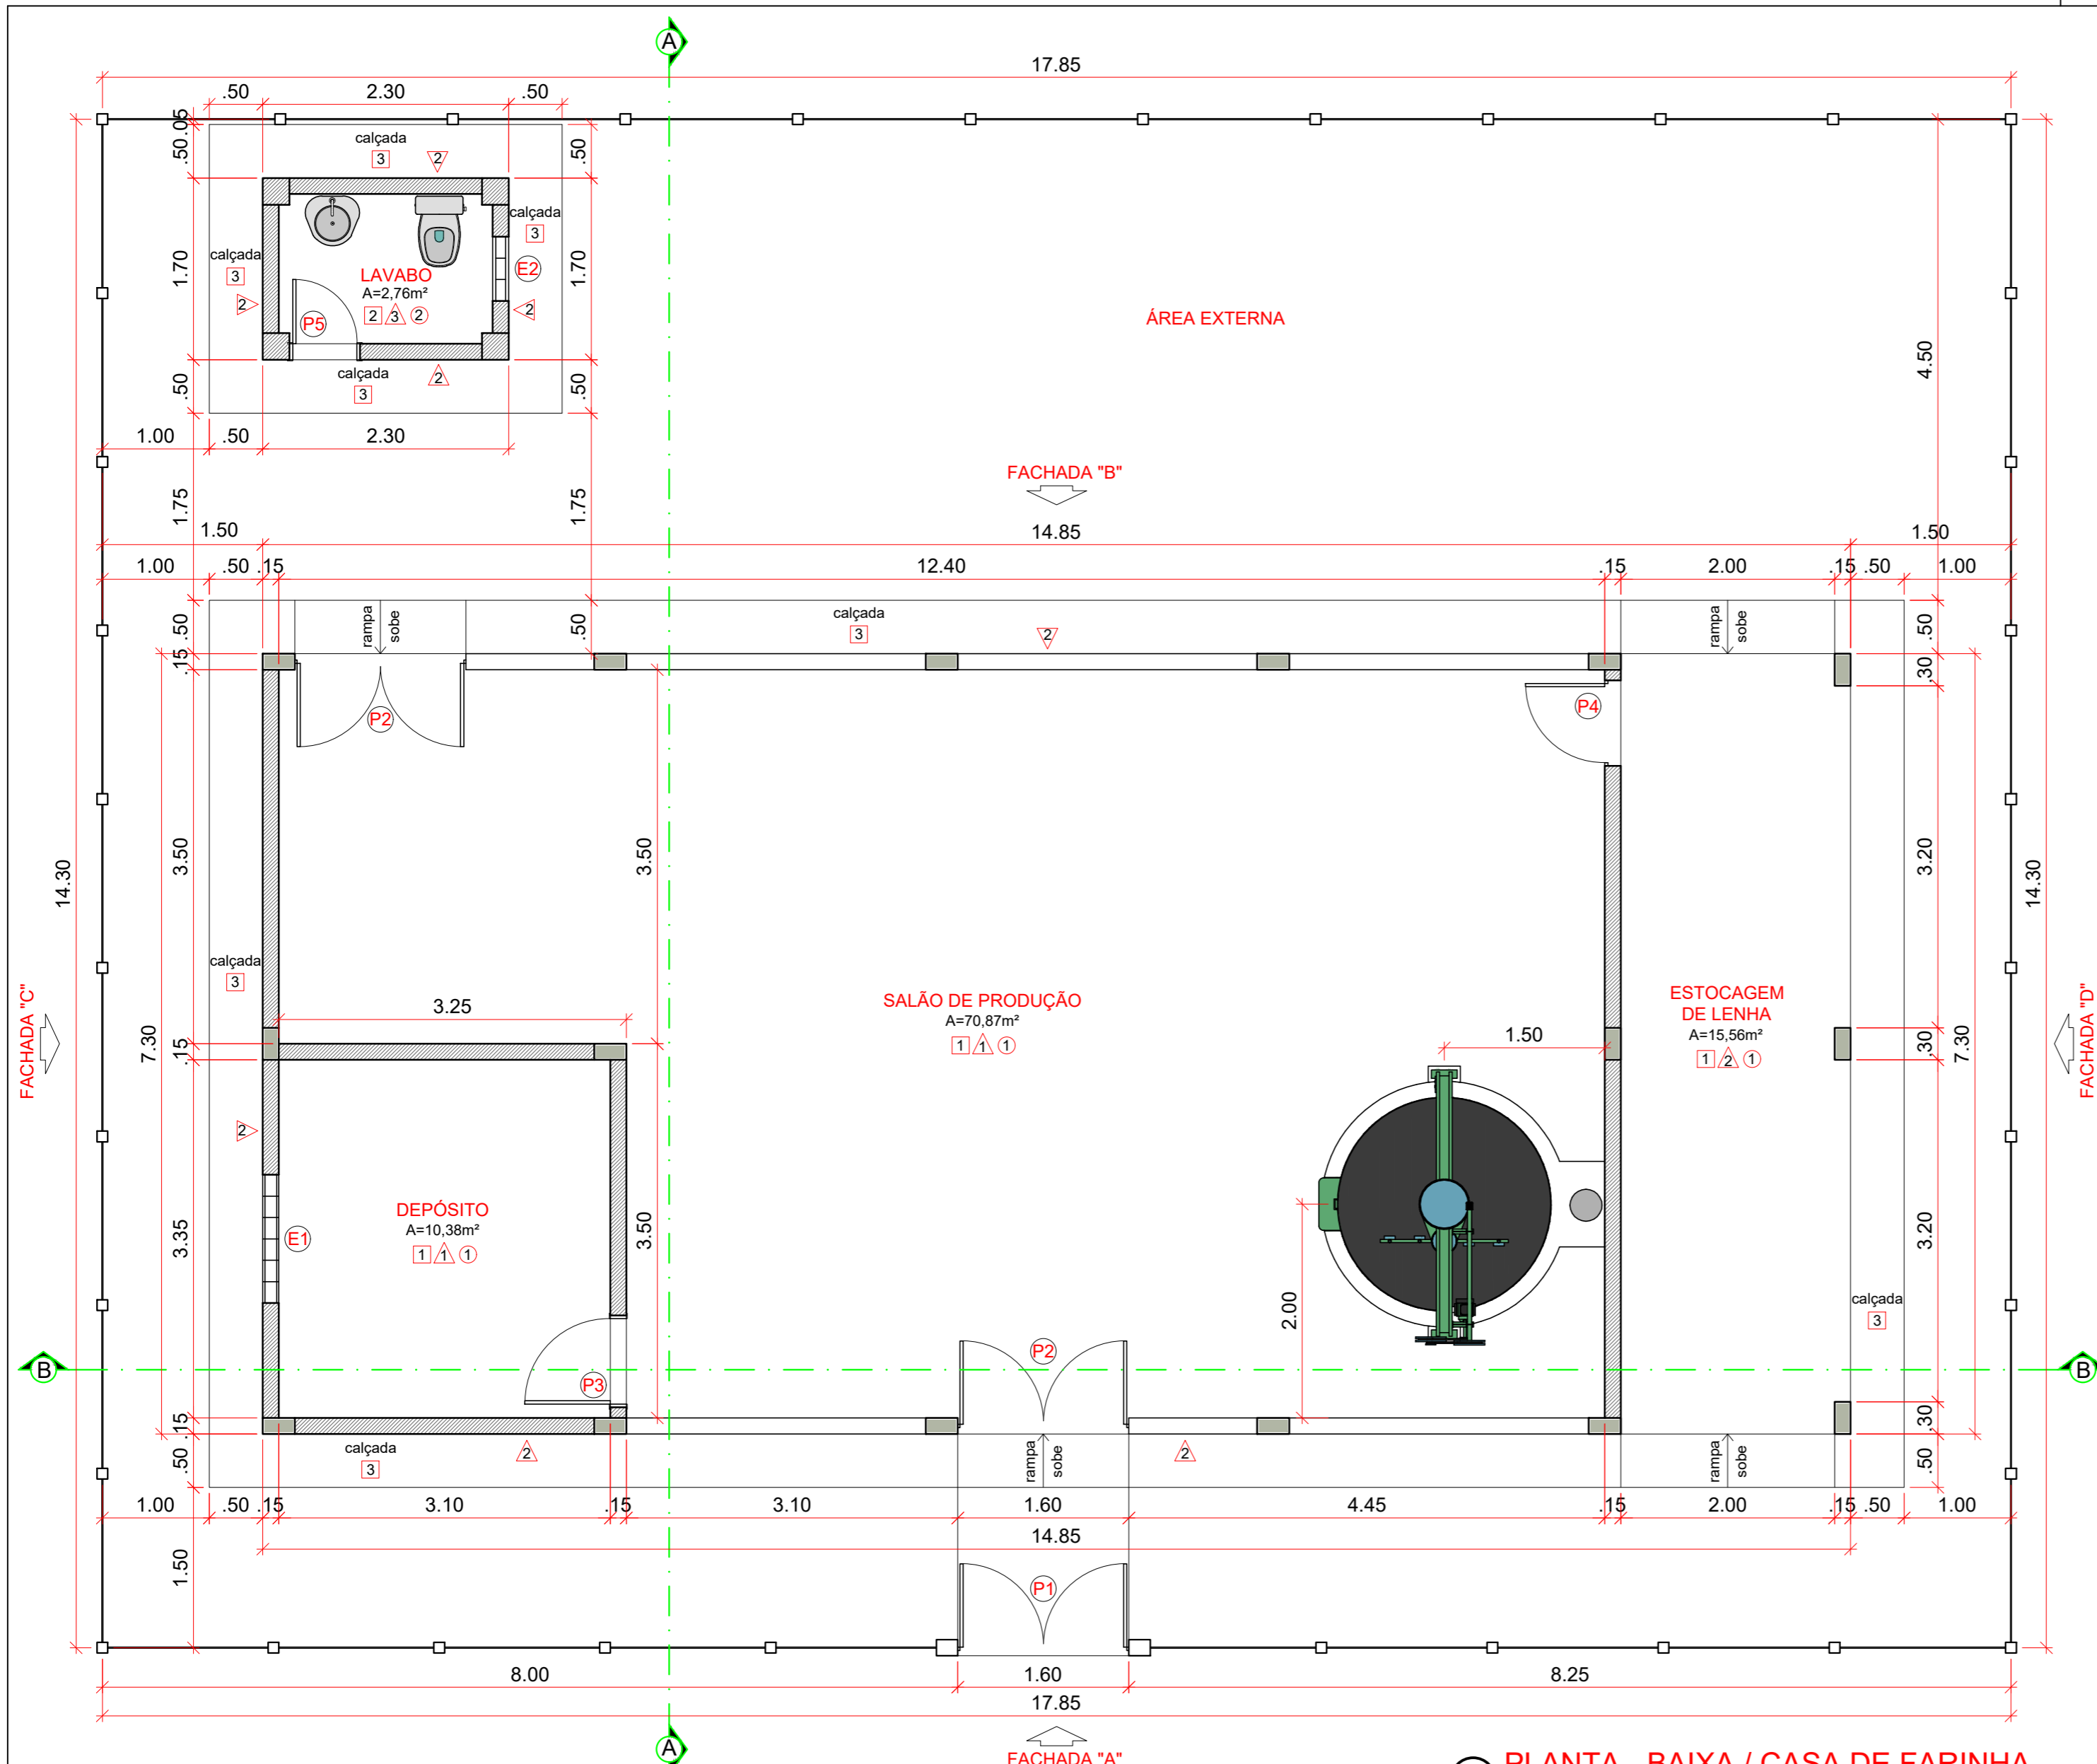 A
17.85
.50 2.30 .50
.05
.50
calçada
3
2
.50
calçada
3
calçada
3
2
1.70
LAVABO
A=2,76m²
2 3 2
P5
E2
2
1.70
ÁREA EXTERNA
4.50
.50
calçada
3
2
.50
1.00 .50 2.30
FACHADA "B"
1.75
1.75
1.50 14.85 1.50
1.00 .50 .15 12.40 .15 2.00 .15 .50 1.00
.50
rampa
sobe
.50
calçada
3
2
rampa
sobe
.50
.15
,30
P2
P4
14.30
3.50
3.50
3.20
14.30
calçada
3
FACHADA "C"
3.25
SALÃO DE PRODUÇÃO
A=70,87m²
1 1 1
ESTOCAGEM
DE LENHA
A=15,56m²
1 2 1
FACHADA "D"
7.30
.15
1.50
,30
7.30
2
DEPÓSITO
A=10,38m²
1 1 1
E1
3.35
3.50
3.20
2.00
calçada
3
P2
B
B
P3
.15
,30
.50
calçada
3
2
rampa
sobe
2
rampa
sobe
.50
1.00 .50 .15 3.10 .15 3.10 1.60 4.45 .15 2.00 .15 .50 1.00
14.85
1.50
P1
8.00 1.60 8.25
17.85
A
FACHADA "A"
PLANTA - BAIXA / CASA DE FARINHA